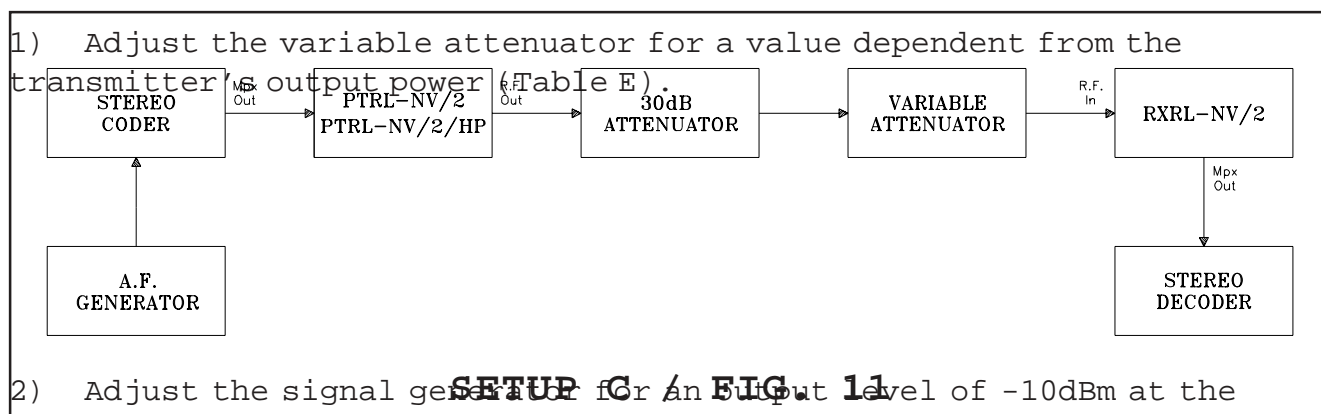 1) Adjust the variable attenuator for a value dependent from the
transmitter's output power (Table E).
STEREO
CODER
Mpx
Out
PTRL-NV/2
PTRL-NV/2/HP
R.F.
Out
30dB
ATTENUATOR
VARIABLE
ATTENUATOR
R.F.
In
RXRL-NV/2
Mpx
Out
A.F.
GENERATOR
STEREO
DECODER
2) Adjust the signal generator for an output level of -10dBm at the
SETUP C / FIG. 11